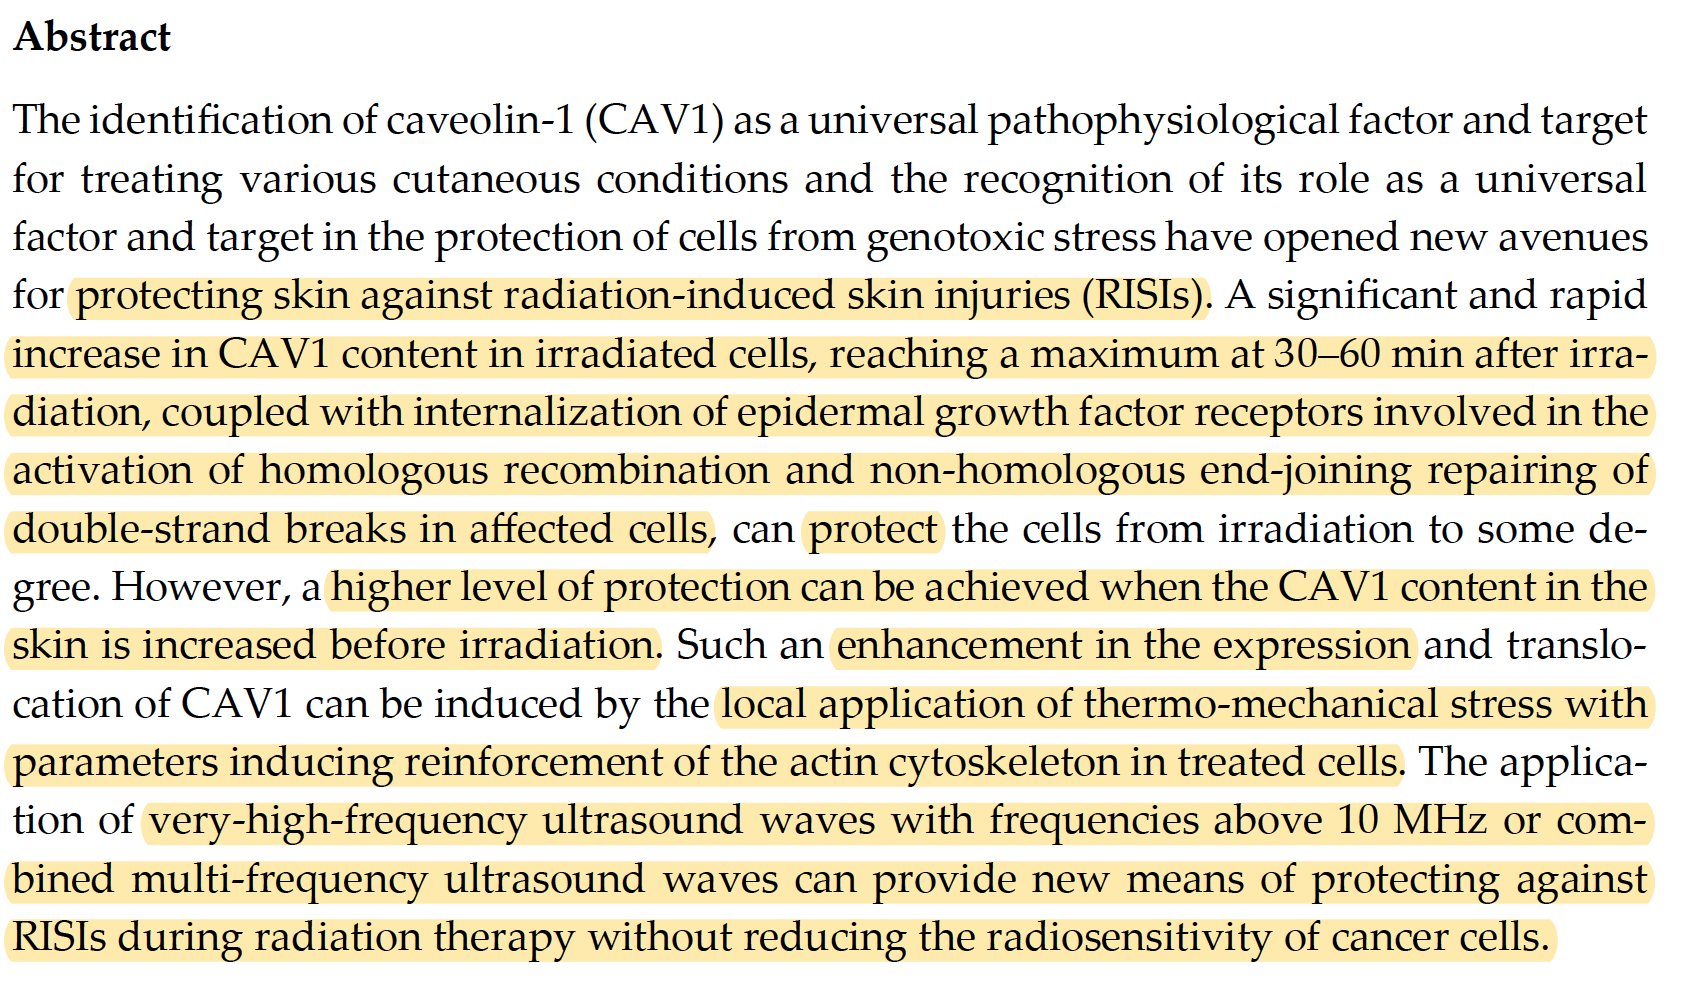 Abstract
The identification of caveolin-1 (CAV1) as a universal pathophysiological factor and target
for treating various cutaneous conditions and the recognition of its role as a universal
factor and target in the protection of cells from genotoxic stress have opened new avenues
for protecting skin against radiation-induced skin injuries (RISIs). A significant and rapid
increase in CAV1 content in irradiated cells, reaching a maximum at 30–60 min after irra-
diation, coupled with internalization of epidermal growth factor receptors involved in the
activation of homologous recombination and non-homologous end-joining repairing of
double-strand breaks in affected cells, can protect the cells from irradiation to some de-
gree. However, a higher level of protection can be achieved when the CAV1 content in the
skin is increased before irradiation. Such an enhancement in the expression and translo-
cation of CAV1 can be induced by the local application of thermo-mechanical stress with
parameters inducing reinforcement of the actin cytoskeleton in treated cells. The applica-
tion of very-high-frequency ultrasound waves with frequencies above 10 MHz or com-
bined multi-frequency ultrasound waves can provide new means of protecting against
RISIs during radiation therapy without reducing the radiosensitivity of cancer cells.